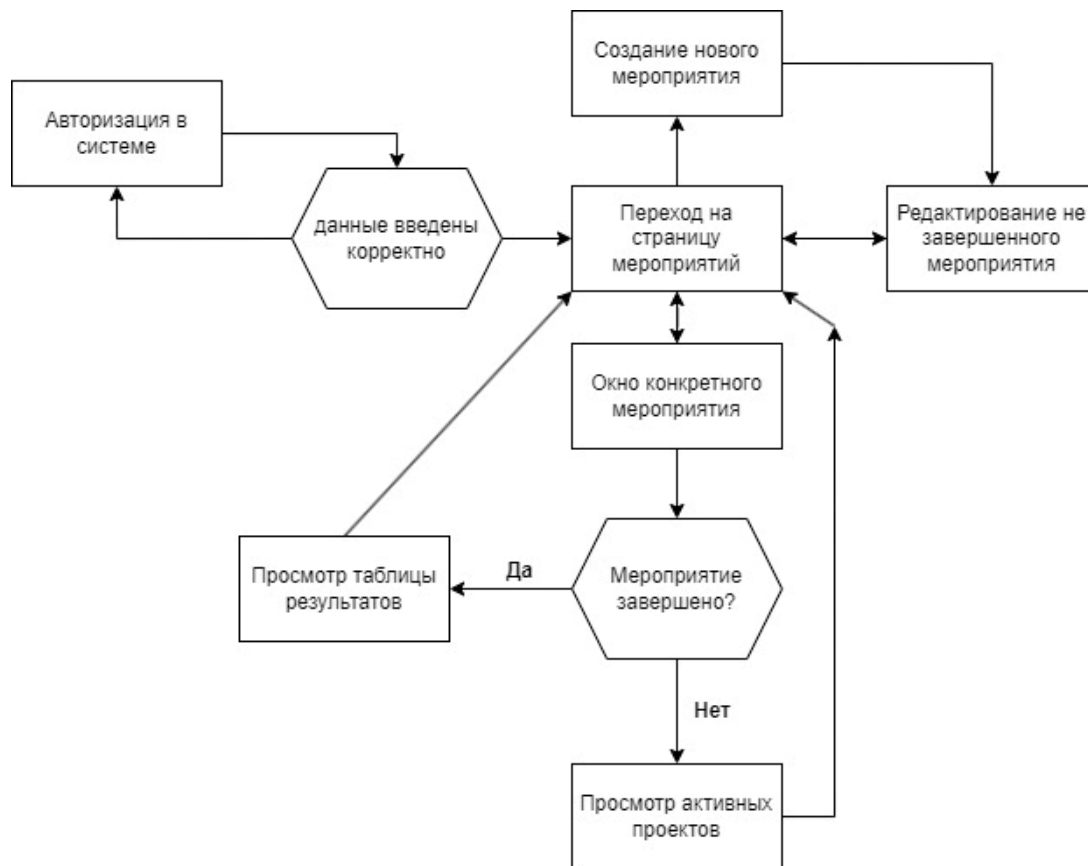 Создание нового
мероприятия
Авторизация в
системе
данные введены
корректно
Переход на
страницу
мероприятий
Редактирование не
завершенного
мероприятия
Окно конкретного
мероприятия
Просмотр таблицы
результатов
Да
Мероприятие
завершено?
Нет
Просмотр активных
проектов